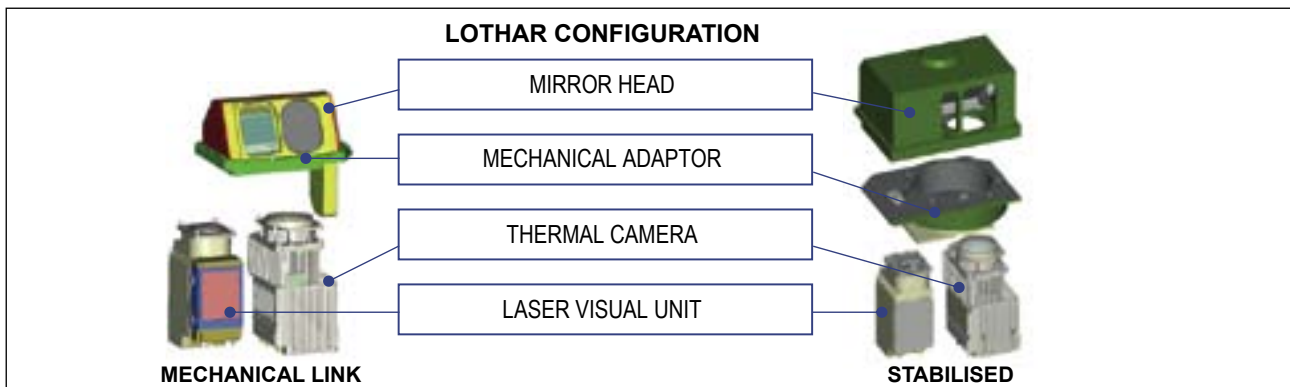 LOTHAR CONFIGURATION
MIRROR HEAD
MECHANICAL ADAPTOR
THERMAL CAMERA
LASER VISUAL UNIT
MECHANICAL LINK
STABILISED